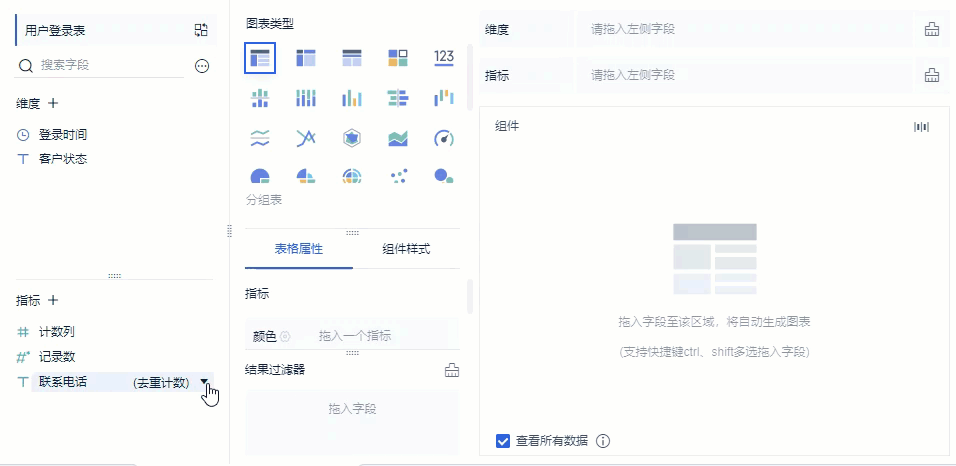 用户登录表
搜索字段
维度
登录时间
客户状态
指标
计数列
记录数
联系电话 (去重计数)
图表类型
123
分组表
表格属性 组件样式
指标
颜色 拖入一个指标
结果过滤器
拖入字段
维度 请拖入左侧字段
指标 请拖入左侧字段
组件
拖入字段至该区域，将自动生成图表
(支持快捷键ctrl、shift多选拖入字段)
查看所有数据